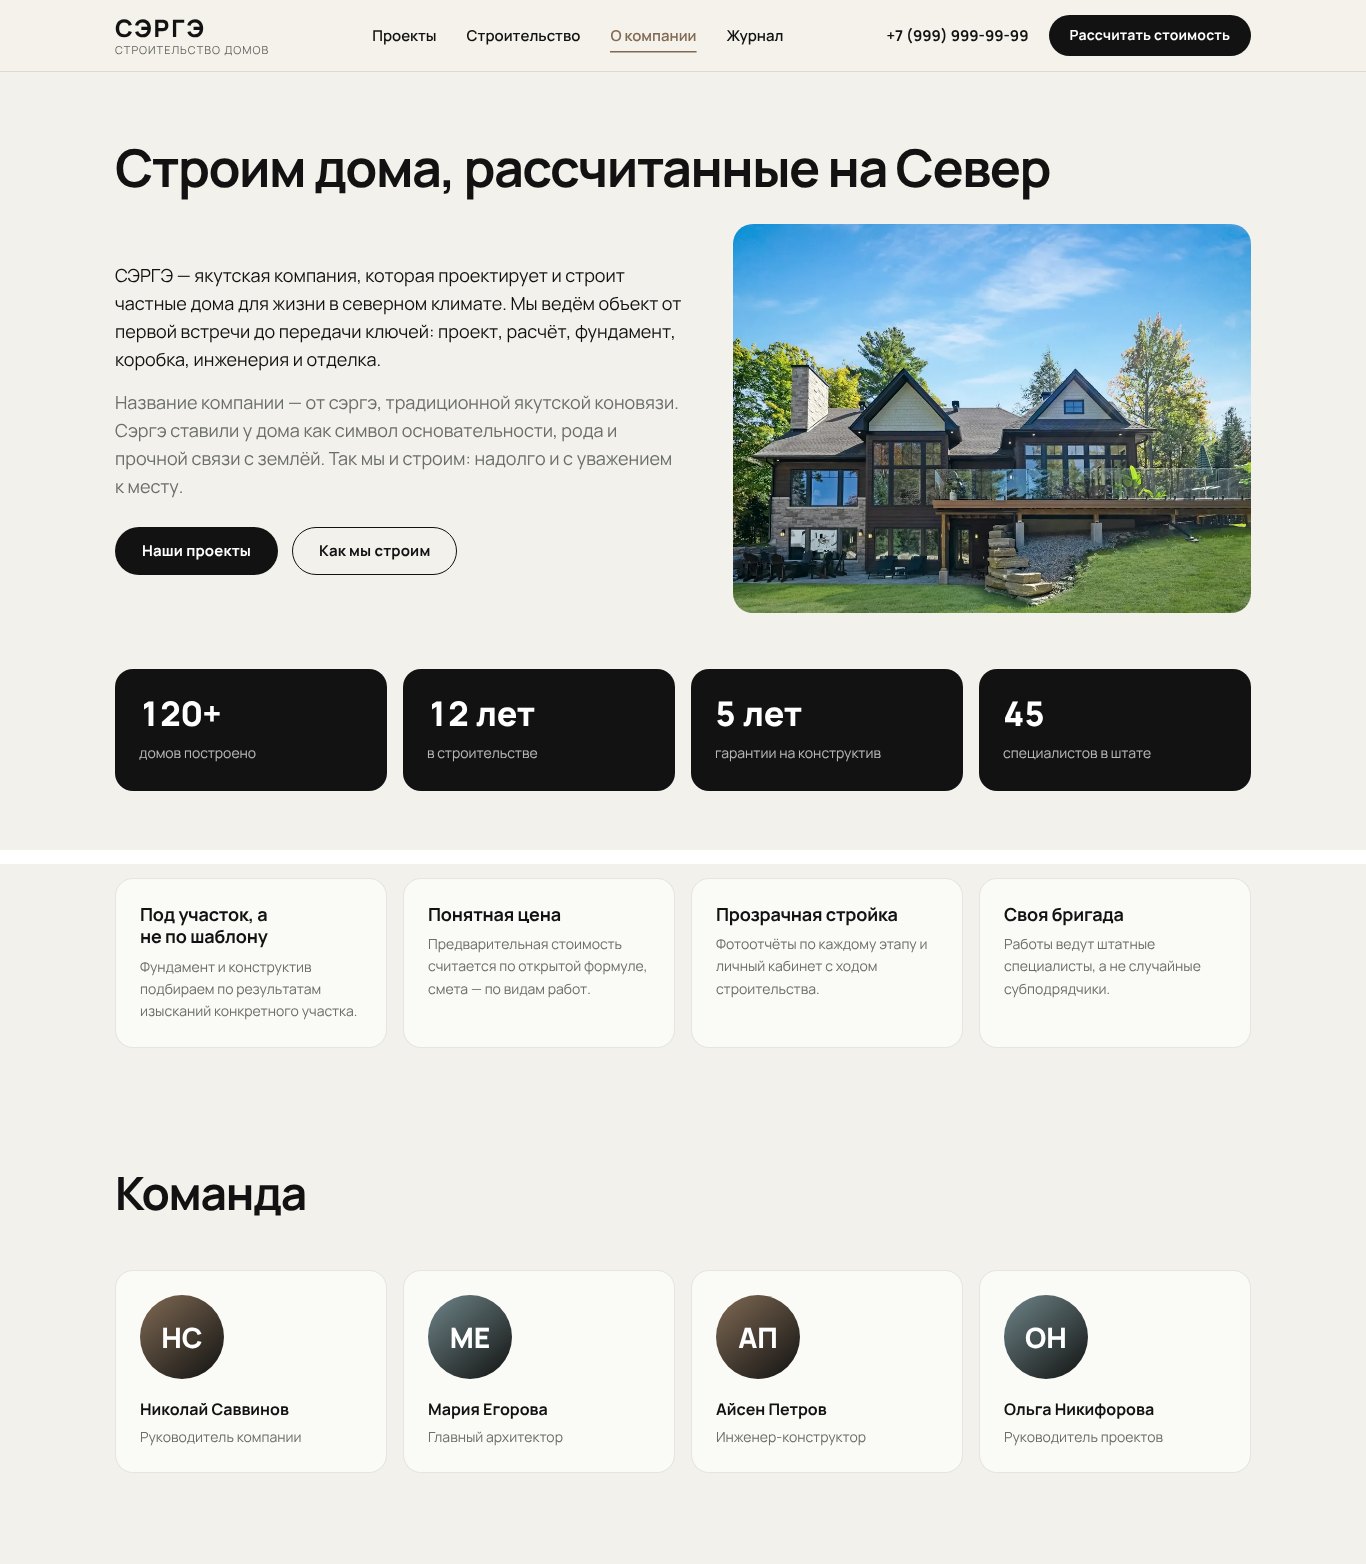 СЭРГЭ
СТРОИТЕЛЬСТВО ДОМОВ
Проекты
Строительство
О компании
Журнал
+7 (999) 999-99-99
Рассчитать стоимость
Строим дома, рассчитанные на Север
СЭРГЭ — якутская компания, которая проектирует и строит
частные дома для жизни в северном климате. Мы ведём объект от
первой встречи до передачи ключей: проект, расчёт, фундамент,
коробка, инженерия и отделка.
Название компании — от сэргэ, традиционной якутской коновязи.
Сэргэ ставили у дома как символ основательности, рода и
прочной связи с землёй. Так мы и строим: надолго и с уважением
к месту.
Наши проекты
Как мы строим
120+
домов построено
12 лет
в строительстве
5 лет
гарантии на конструктив
45
специалистов в штате
Под участок, а
не по шаблону
Фундамент и конструктив
подбираем по результатам
изысканий конкретного участка.
Понятная цена
Предварительная стоимость
считается по открытой формуле,
смета — по видам работ.
Прозрачная стройка
Фотоотчёты по каждому этапу и
личный кабинет с ходом
строительства.
Своя бригада
Работы ведут штатные
специалисты, а не случайные
субподрядчики.
Команда
НС
Николай Саввинов
Руководитель компании
МЕ
Мария Егорова
Главный архитектор
АП
Айсен Петров
Инженер-конструктор
ОН
Ольга Никифорова
Руководитель проектов